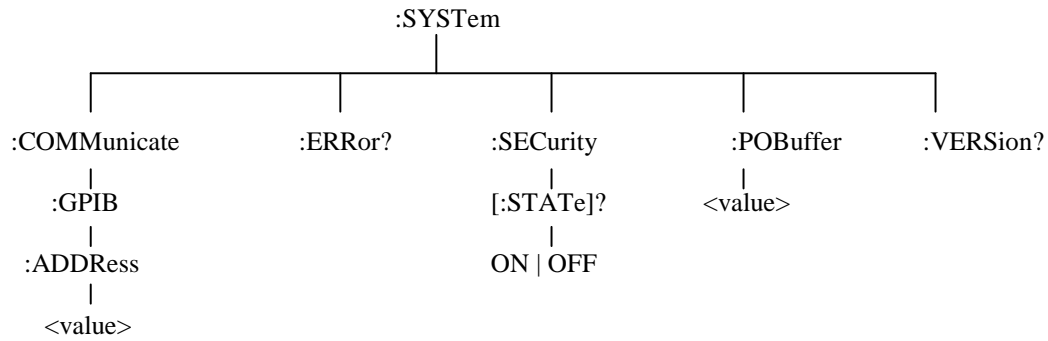 :SYSTem
:COMMunicate :ERRor? :SECurity :POBuffer :VERSion?
:GPIB [:STATe]? <value>
:ADDRess ON | OFF
<value>